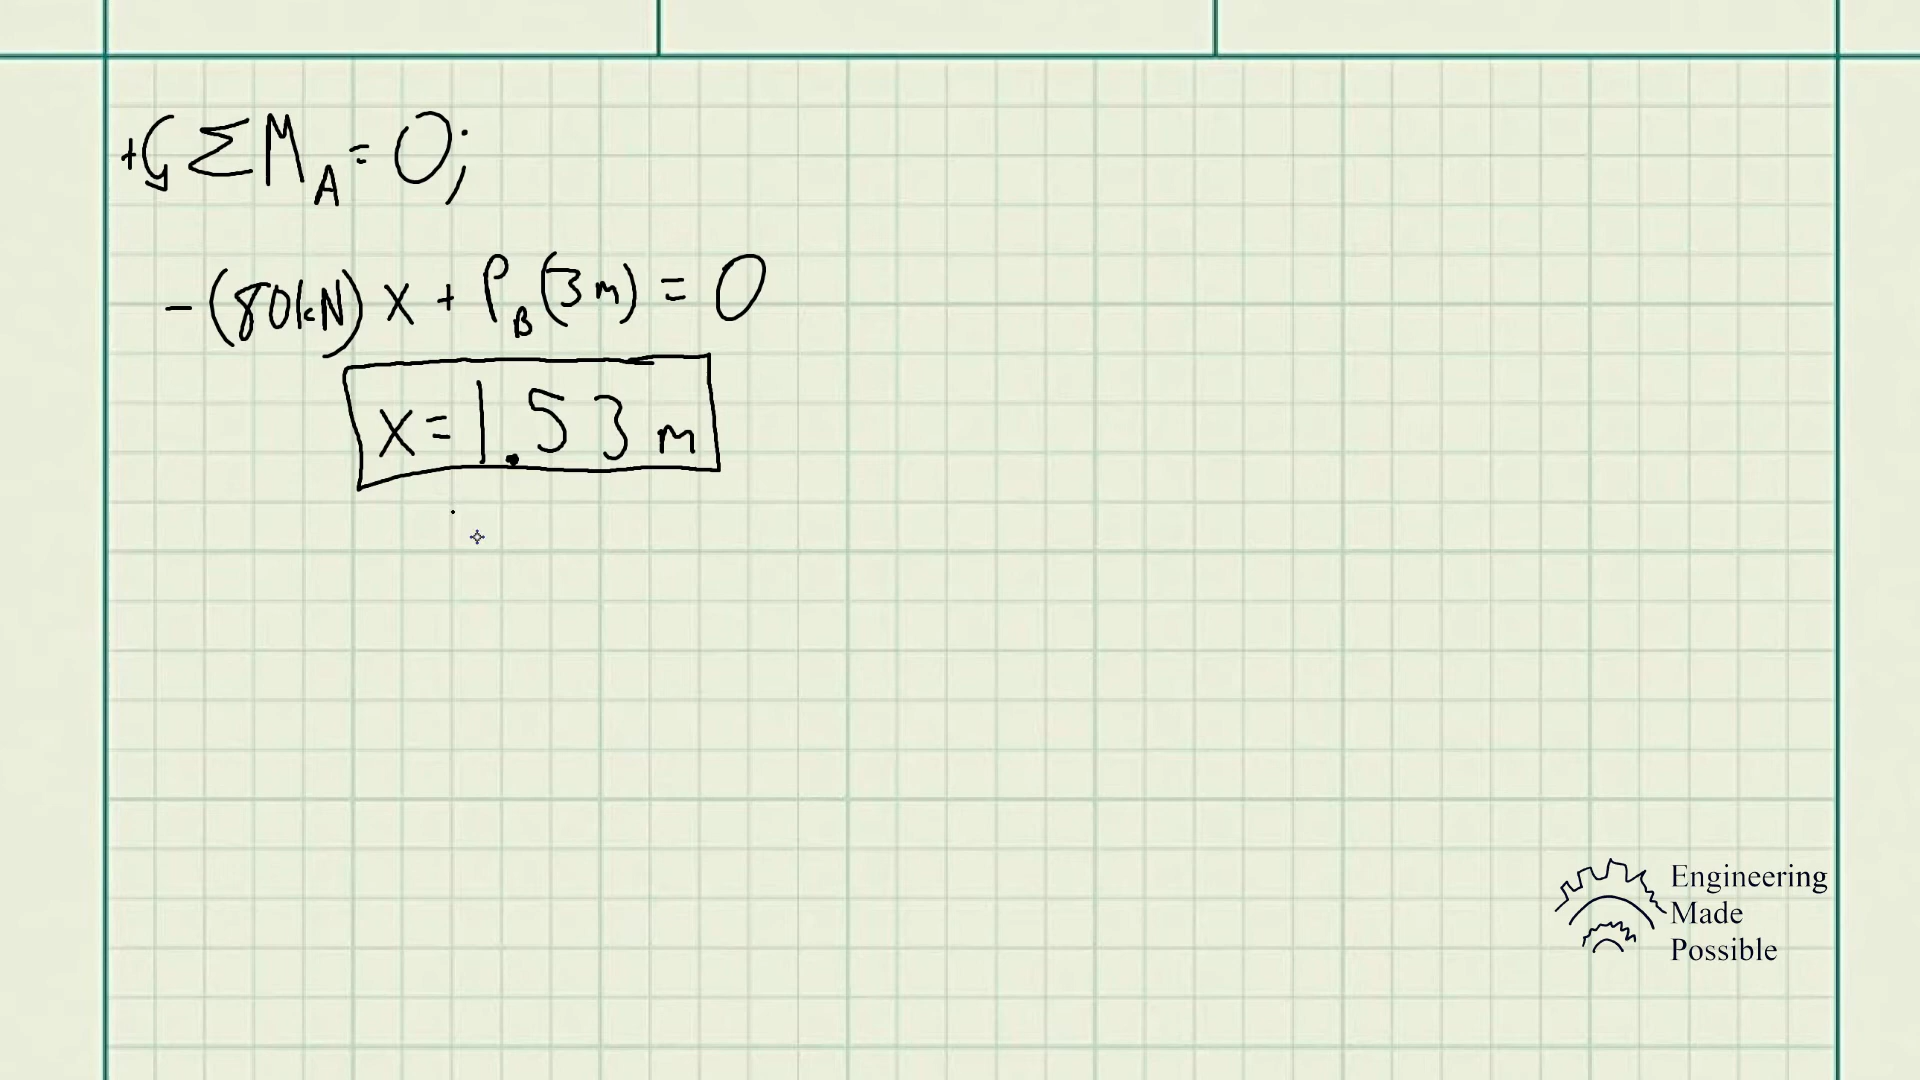 +↺ ΣM_A = 0;
-(80kN) x + P_B (3m) = 0
x = 1.53 m
Engineering
Made
Possible